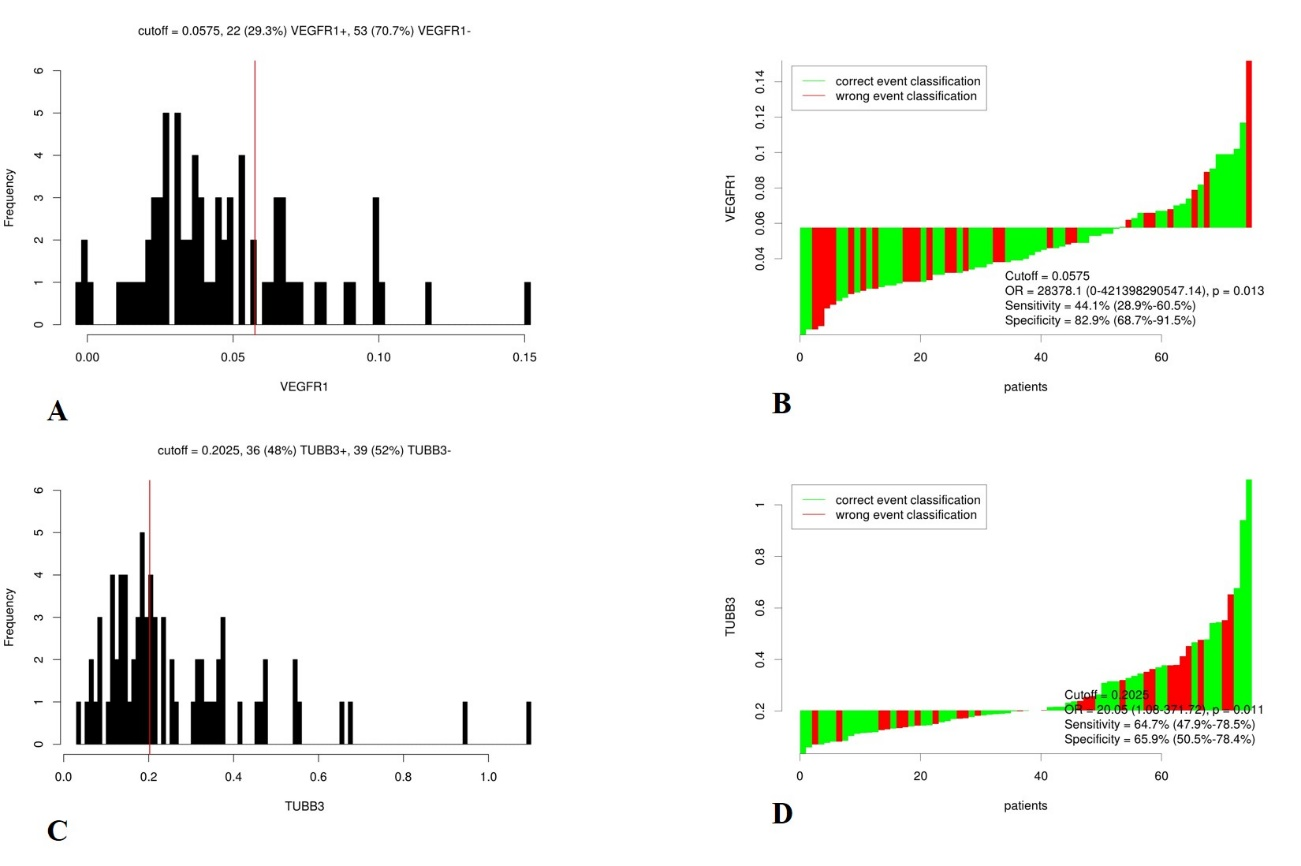 cutoff = 0.0575, 22 (29.3%) VEGFR1+, 53 (70.7%) VEGFR1-
Frequency
6
5
4
3
2
1
0
0.00 0.05 0.10 0.15
VEGFR1
A
correct event classification
wrong event classification
VEGFR1
0.14
0.12
0.1
0.08
0.06
0.04
Cutoff = 0.0575
OR = 28378.1 (0-421398290547.14), p = 0.013
Sensitivity = 44.1% (28.9%-60.5%)
Specificity = 82.9% (68.7%-91.5%)
0 20 40 60
patients
B
cutoff = 0.2025, 36 (48%) TUBB3+, 39 (52%) TUBB3-
Frequency
6
5
4
3
2
1
0
0.0 0.2 0.4 0.6 0.8 1.0
TUBB3
C
correct event classification
wrong event classification
TUBB3
1
0.8
0.6
0.4
0.2
Cutoff = 0.2025
OR = 20.05 (1.08-371.72), p = 0.011
Sensitivity = 64.7% (47.9%-78.5%)
Specificity = 65.9% (50.5%-78.4%)
0 20 40 60
patients
D